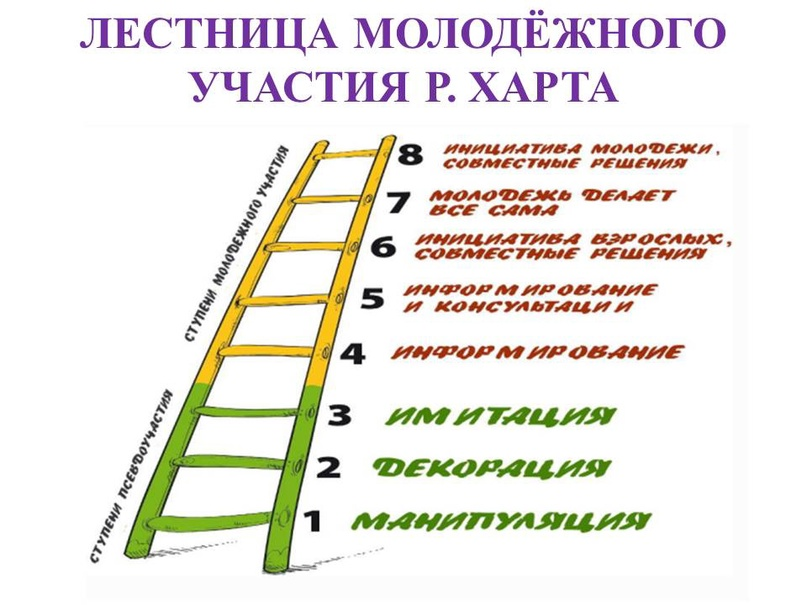 ЛЕСТНИЦА МОЛОДЁЖНОГО
УЧАСТИЯ Р. ХАРТА
СТУПЕНИ МОЛОДЕЖНОГО УЧАСТИЯ
8 ИНИЦИАТИВА МОЛОДЕЖИ,
СОВМЕСТНЫЕ РЕШЕНИЯ
7 МОЛОДЕЖЬ ДЕЛАЕТ
ВСЕ САМА
6 ИНИЦИАТИВА ВЗРОСЛЫХ,
СОВМЕСТНЫЕ РЕШЕНИЯ
5 ИНФОРМИРОВАНИЕ
И КОНСУЛЬТАЦИИ
4 ИНФОРМИРОВАНИЕ
СТУПЕНИ ПСЕВДОУЧАСТИЯ
3 ИМИТАЦИЯ
2 ДЕКОРАЦИЯ
1 МАНИПУЛЯЦИЯ